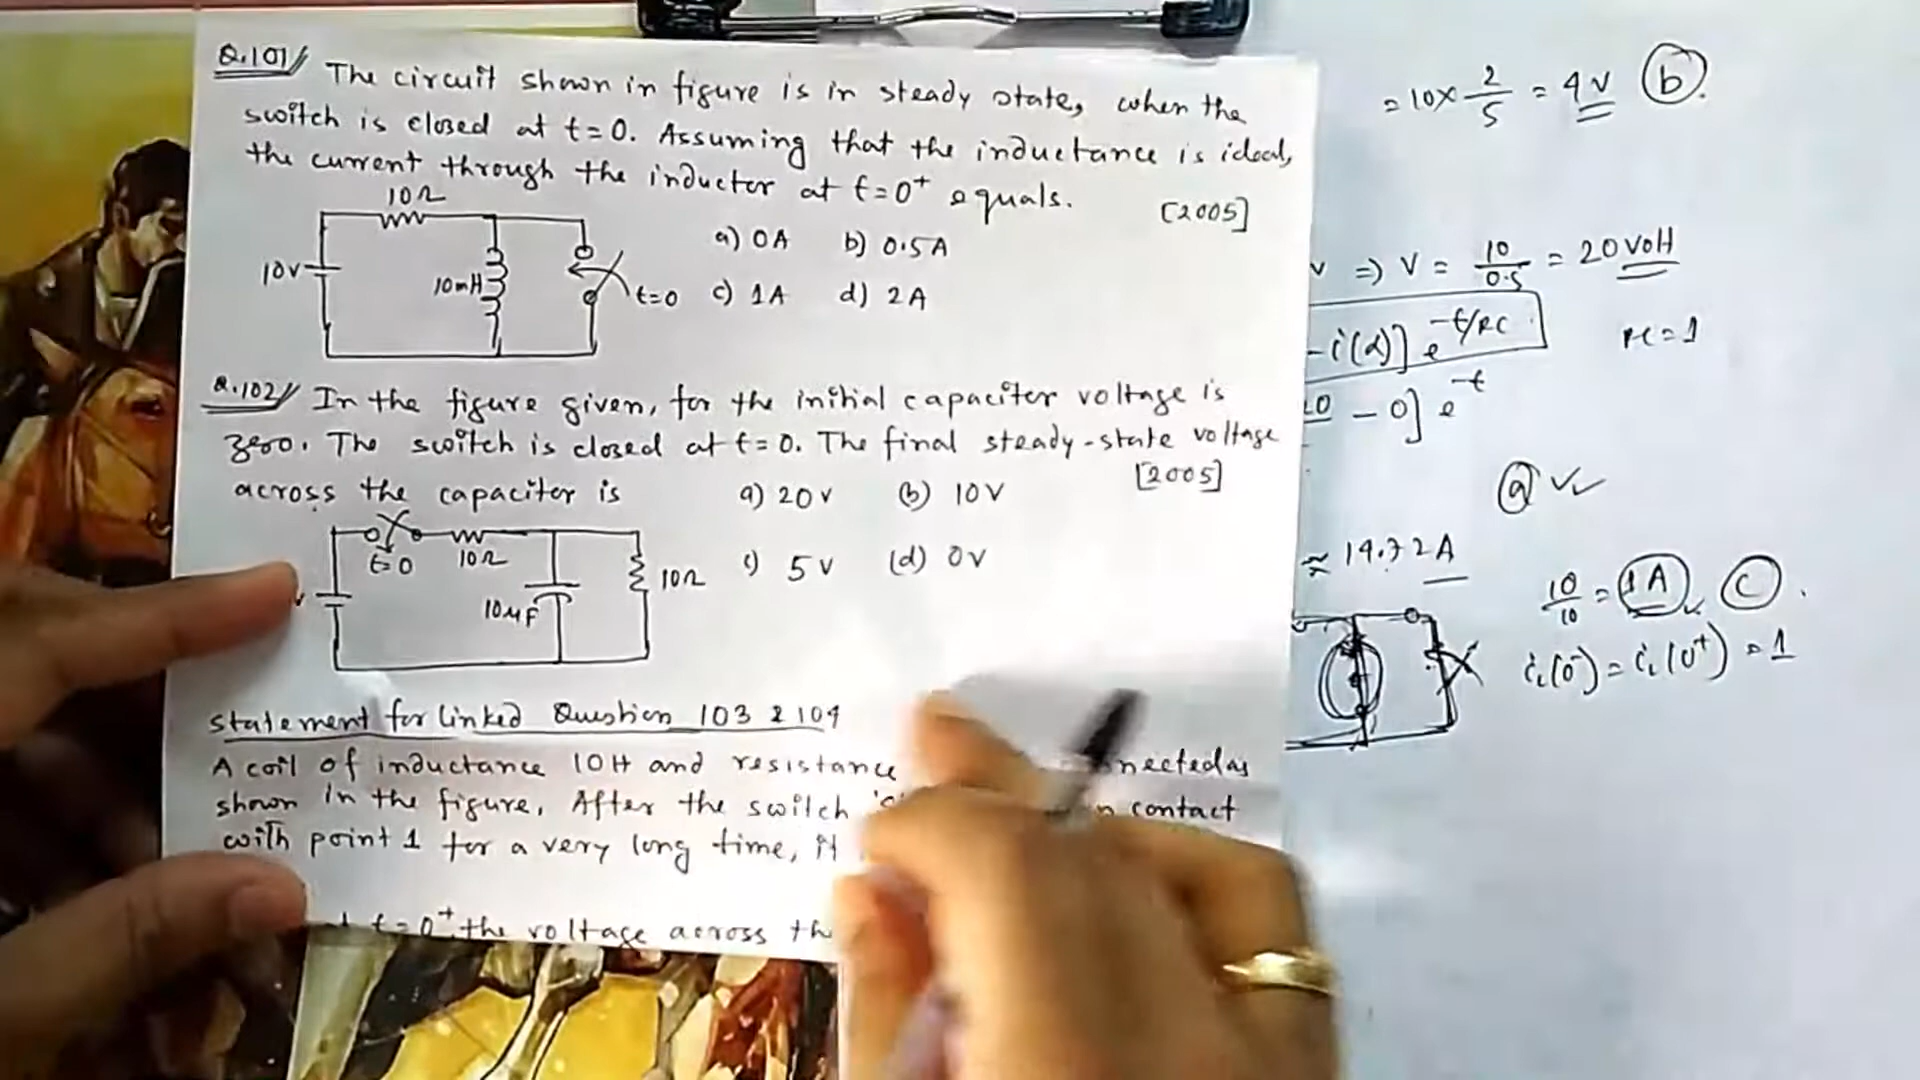 Q.101// The circuit shown in figure is in steady state, when the
switch is closed at t=0. Assuming that the inductance is ideal,
the current through the inductor at t=0+ equals. [2005]
10Ω
10V
10mH
t=0
a) 0A b) 0.5A
c) 1A d) 2A
Q.102// In the figure given, for the initial capacitor voltage is
zero. The switch is closed at t=0. The final steady-state voltage
across the capacitor is [2005]
a) 20V (b) 10V
c) 5V (d) 0V
t=0
10Ω
10μF
10Ω
Statement for Linked Question 103 & 104
A coil of inductance 10H and resistance
shown in the figure. After the switch contact
with point 1 for a very long time, it
t=0+, the voltage across
= 10 × 2/5 = 4V (b).
V ⇒ V = 10/0.5 = 20 Volt
- i(α)] e^-t/RC
RC = 1
- 0] e^-t
(a)
≈ 14.72A
10/10 = 1A (C).
iL(0-) = iL(0+) = 1